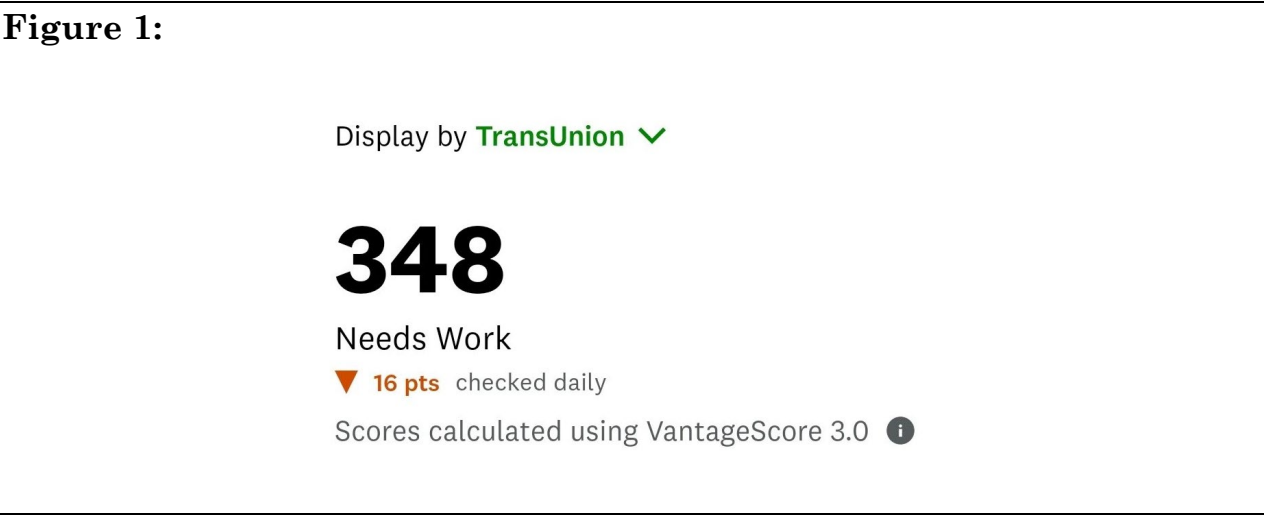 Figure 1:
Display by TransUnion
348
Needs Work
16 pts checked daily
Scores calculated using VantageScore 3.0